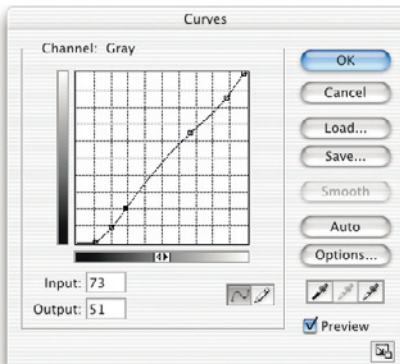 Curves
Channel: Gray
OK
Cancel
Load...
Save...
Smooth
Auto
Options...
Input: 73
Output: 51
Preview